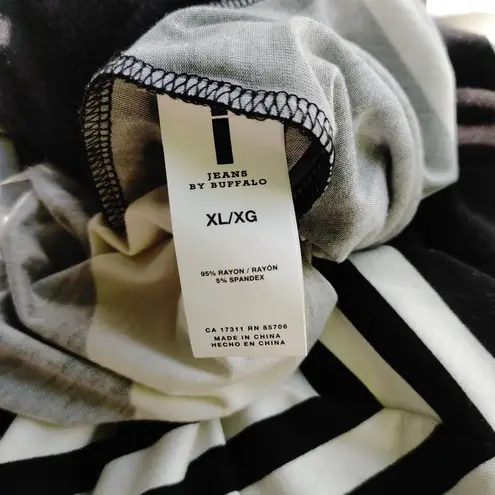 i
JEANS
BY BUFFALO
XL/XG
95% RAYON / RAYÓN
5% SPANDEX
CA 17311 RN 85706
MADE IN CHINA
HECHO EN CHINA